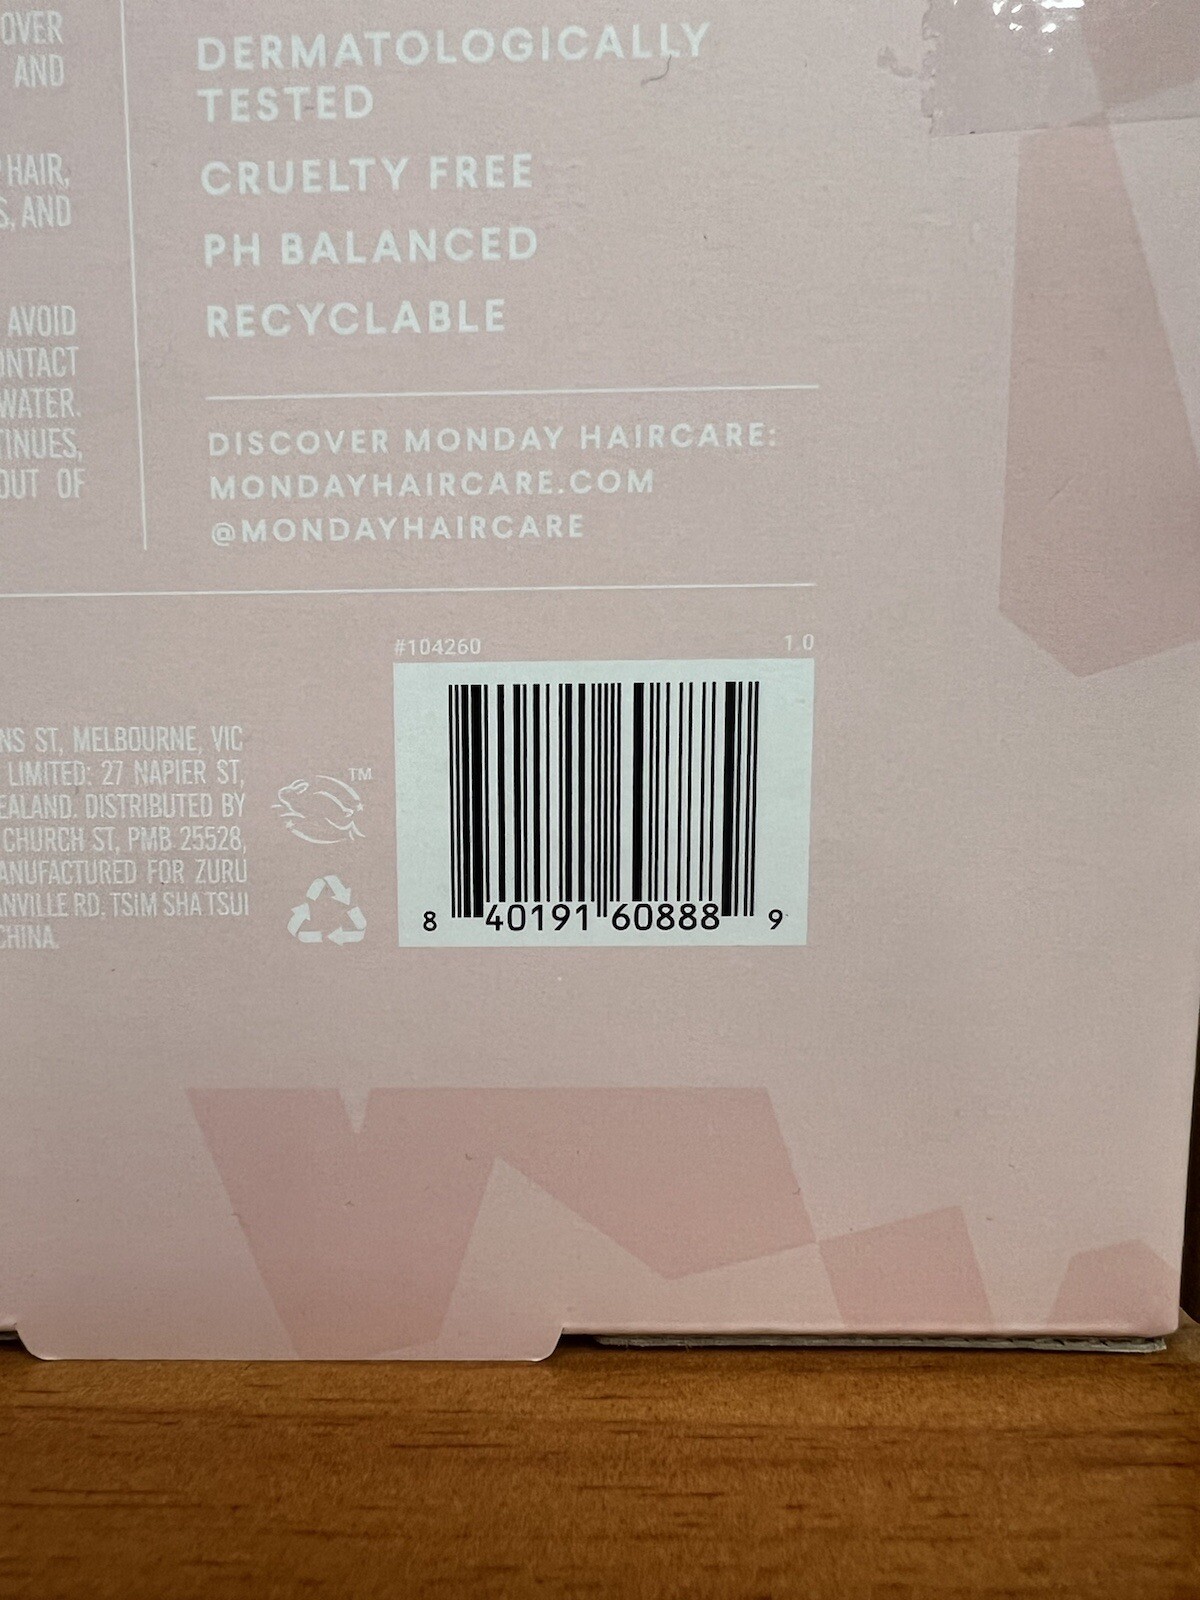 OVER
AND
HAIR,
S, AND
AVOID
ONTACT
WATER.
TINUES,
OUT OF
DERMATOLOGICALLY
TESTED
CRUELTY FREE
PH BALANCED
RECYCLABLE
DISCOVER MONDAY HAIRCARE:
MONDAYHAIRCARE.COM
@MONDAYHAIRCARE
#104260
1.0
NS ST, MELBOURNE, VIC
LIMITED: 27 NAPIER ST,
EALAND. DISTRIBUTED BY
CHURCH ST, PMB 25528,
ANUFACTURED FOR ZURU
ANVILLE RD. TSIM SHA TSUI
CHINA.
TM
8 40191 60888 9